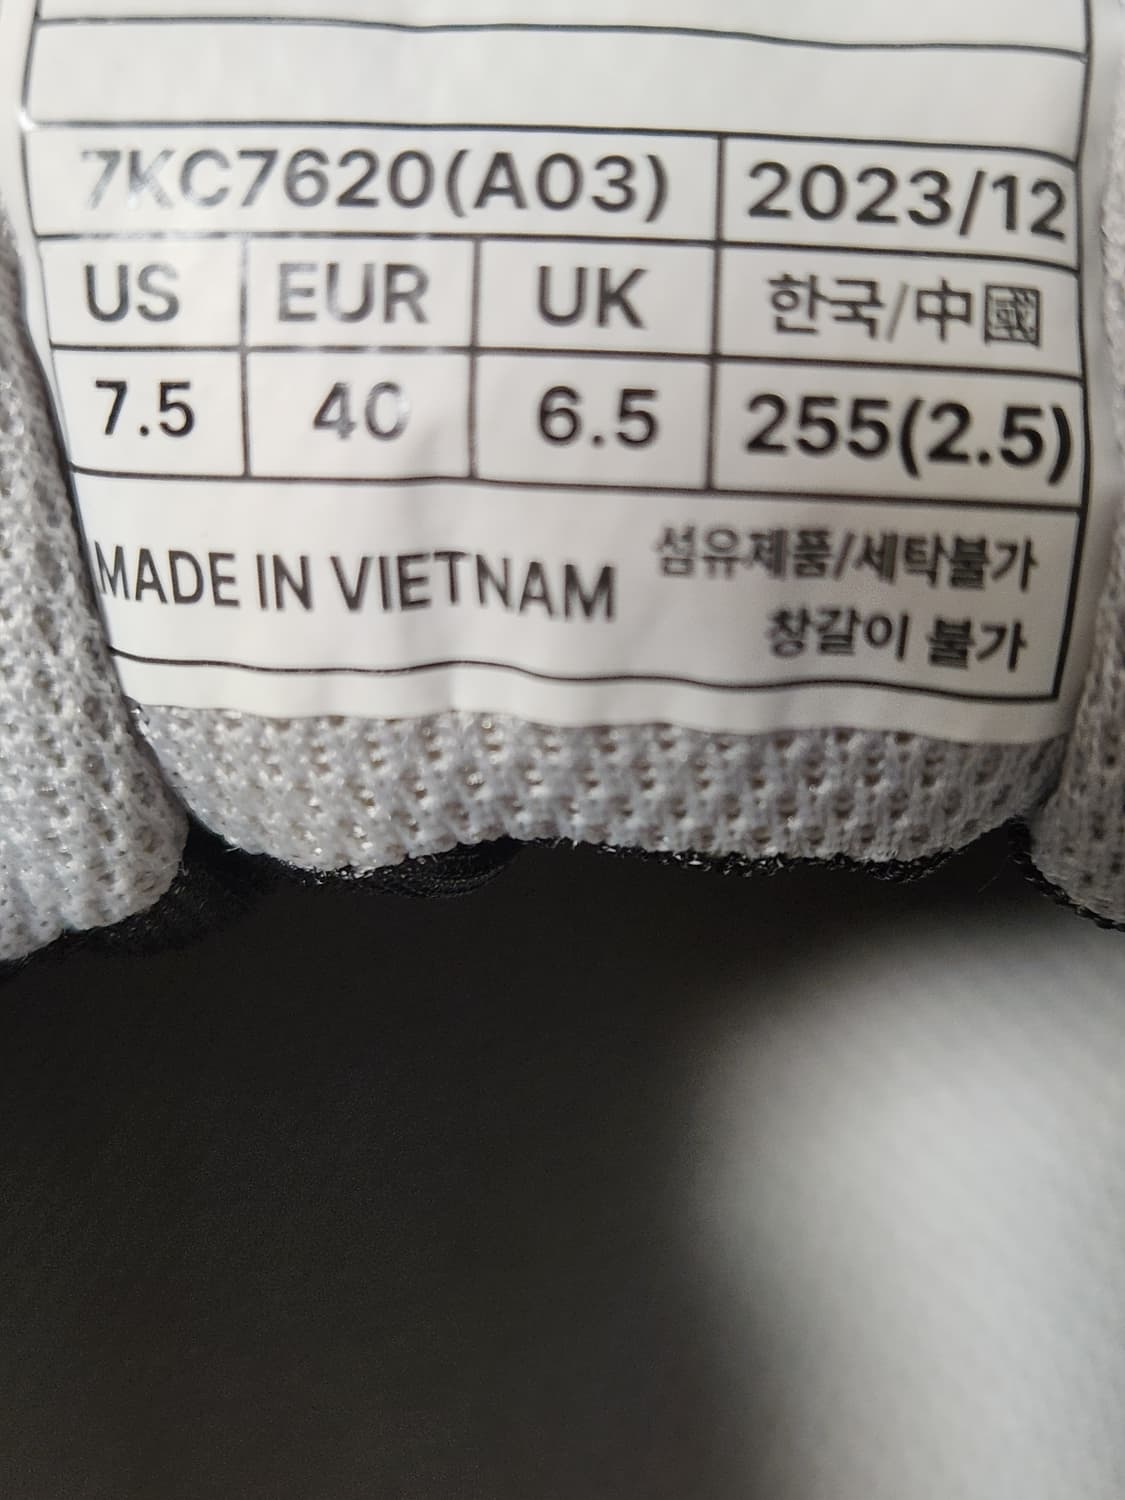 7KC7620(A03) 2023/12
US EUR UK 한국/中國
7.5 40 6.5 255(2.5)
MADE IN VIETNAM 섬유제품/세탁불가
창갈이 불가